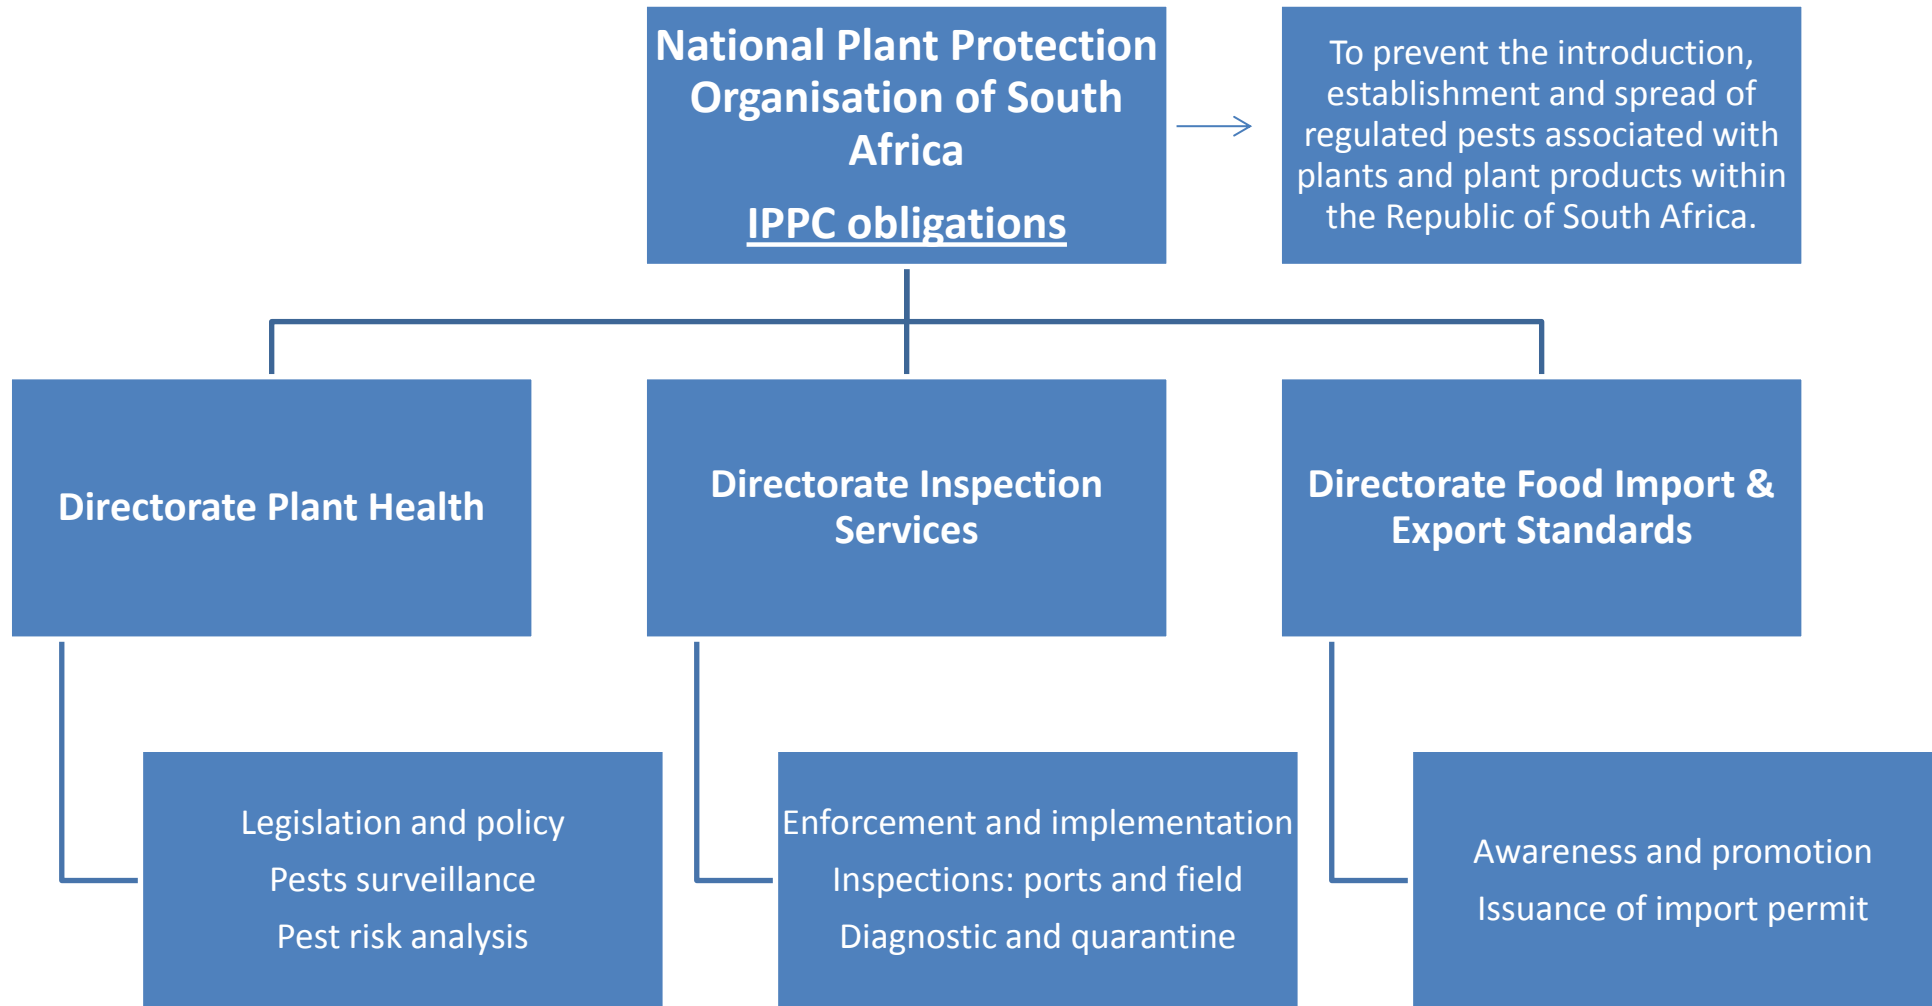 National Plant Protection
Organisation of South
Africa
IPPC obligations
To prevent the introduction,
establishment and spread of
regulated pests associated with
plants and plant products within
the Republic of South Africa.
Directorate Plant Health
Directorate Inspection
Services
Directorate Food Import &
Export Standards
Legislation and policy
Pests surveillance
Pest risk analysis
Enforcement and implementation
Inspections: ports and field
Diagnostic and quarantine
Awareness and promotion
Issuance of import permit